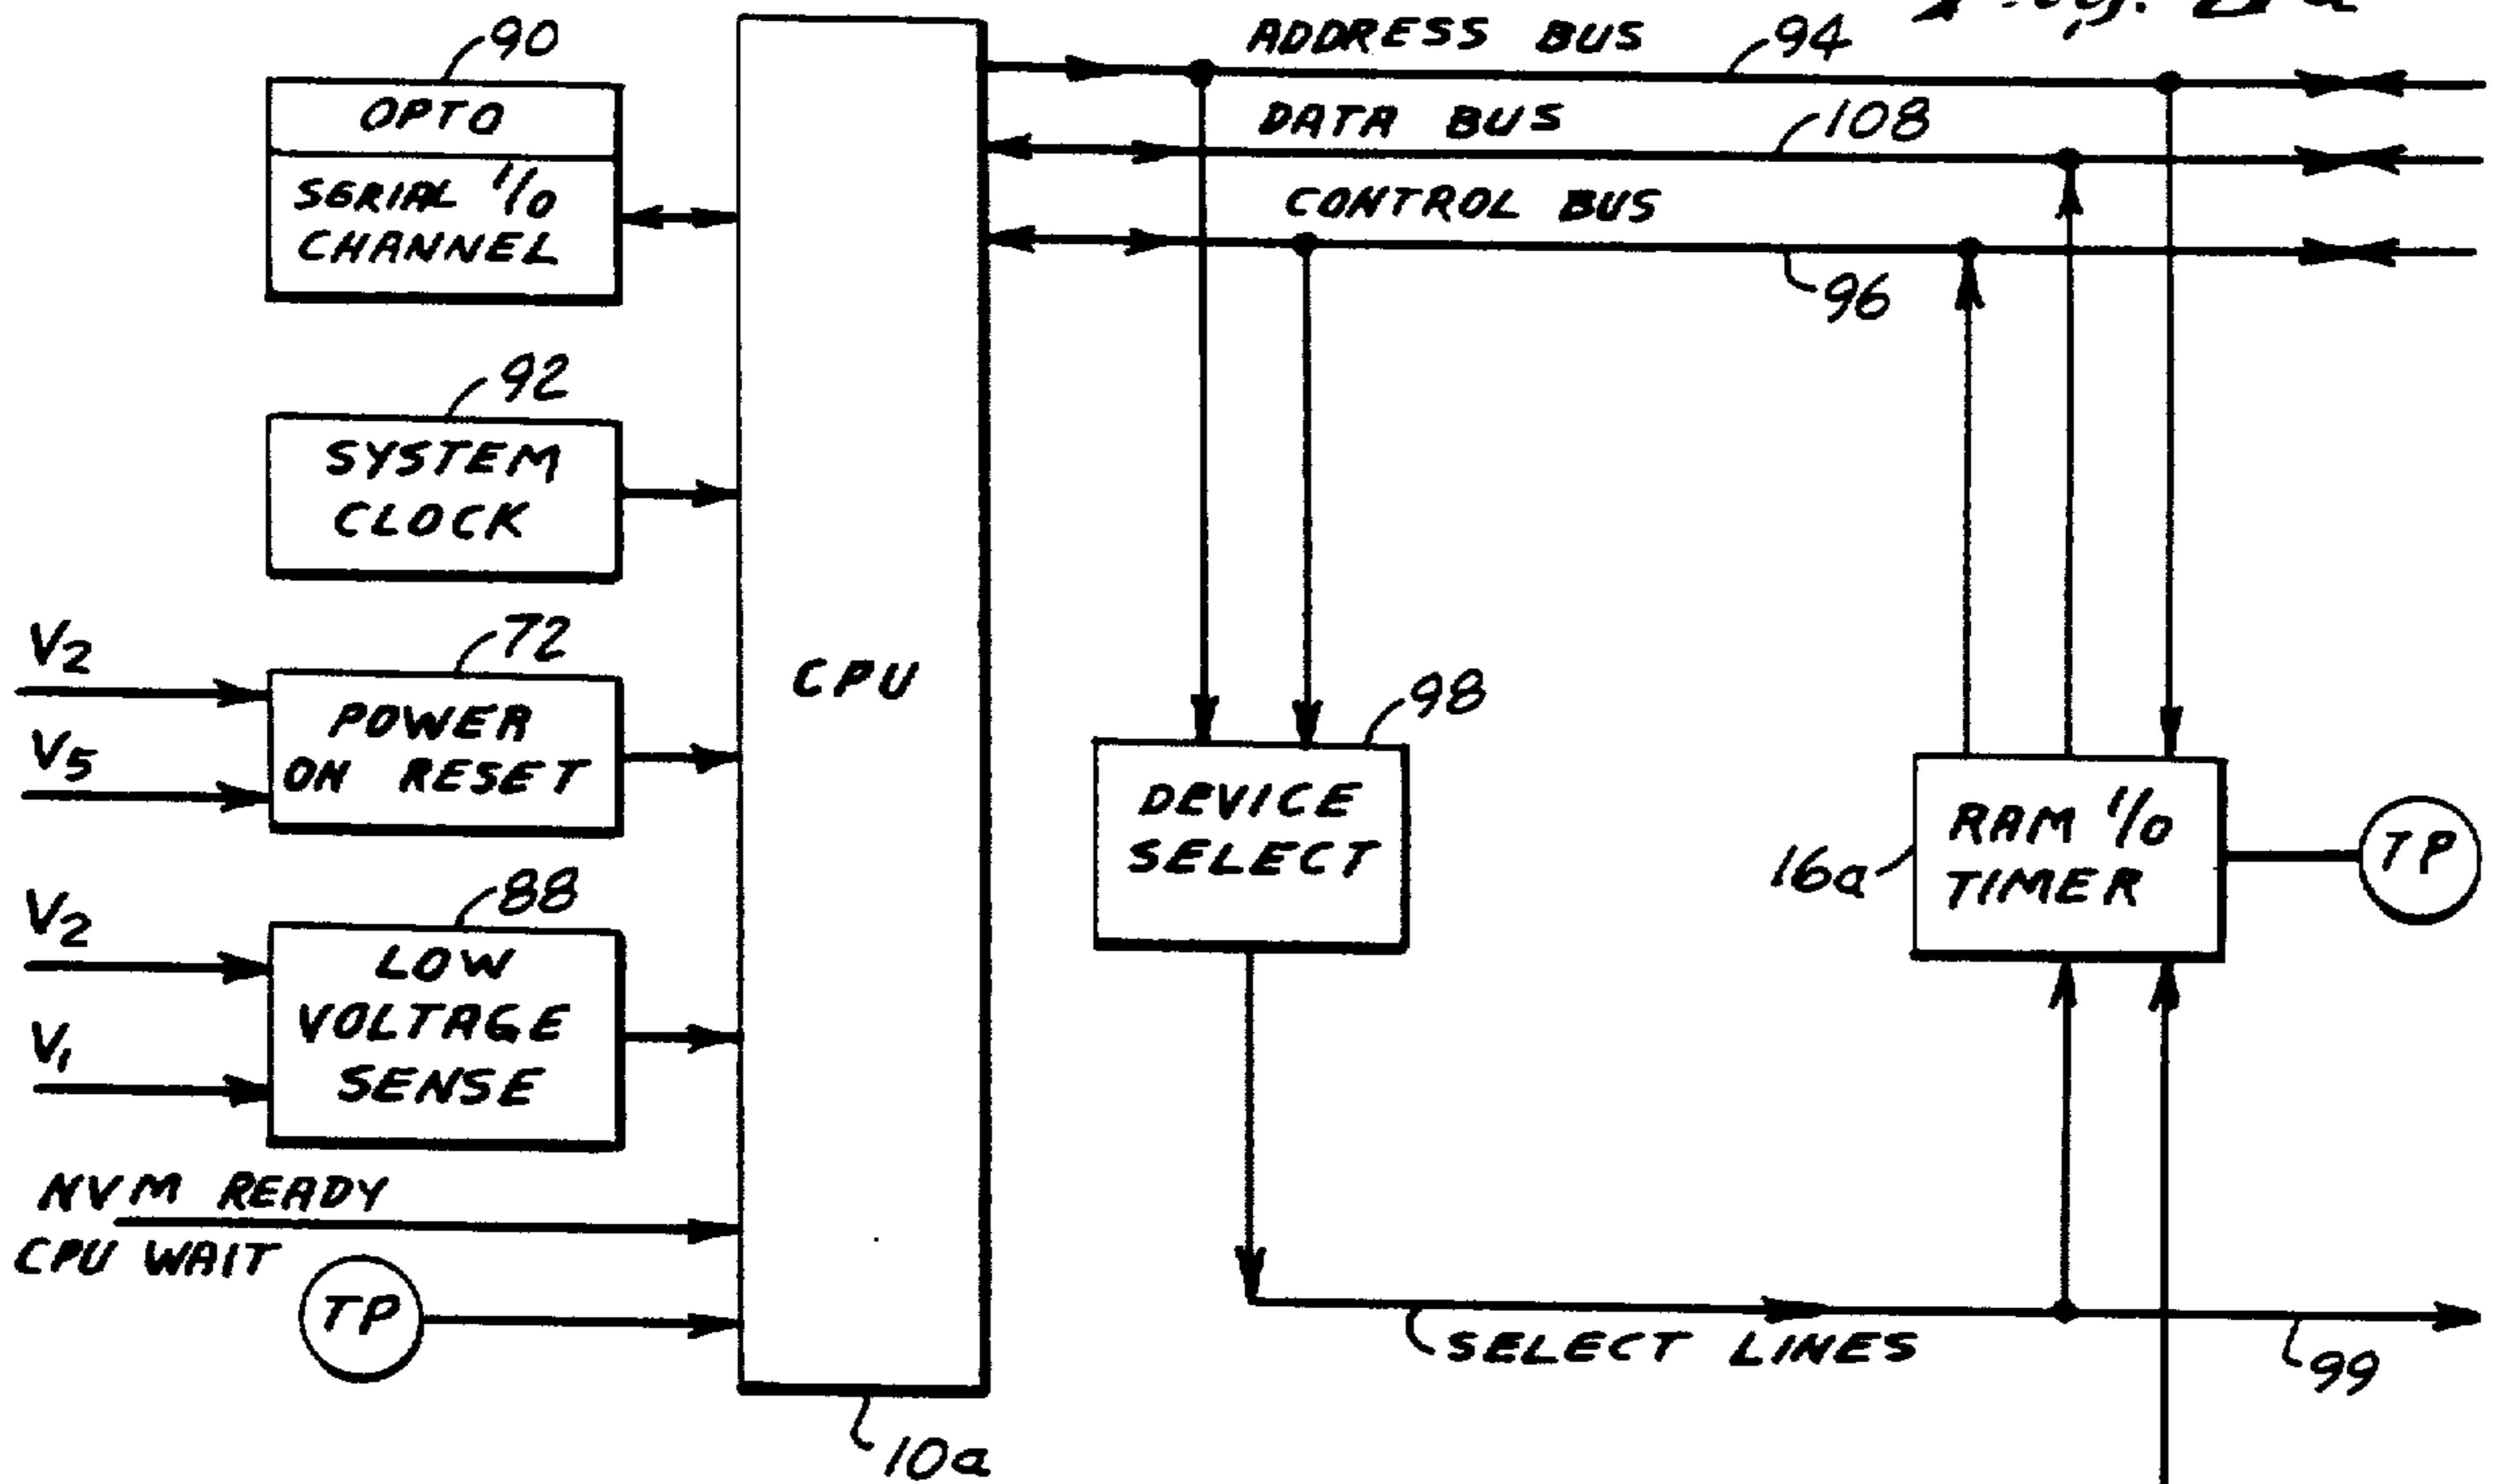 90
OPTO
SERIAL I/O
CHANNEL
92
SYSTEM
CLOCK
V2
72
V5
POWER
ON RESET
V2
88
V1
LOW
VOLTAGE
SENSE
NVM READY
CPU WAIT
TP
CPU
10a
ADDRESS BUS
94
DATA BUS
108
CONTROL BUS
96
98
DEVICE
SELECT
16a
RAM I/O
TIMER
TP
SELECT LINES
99